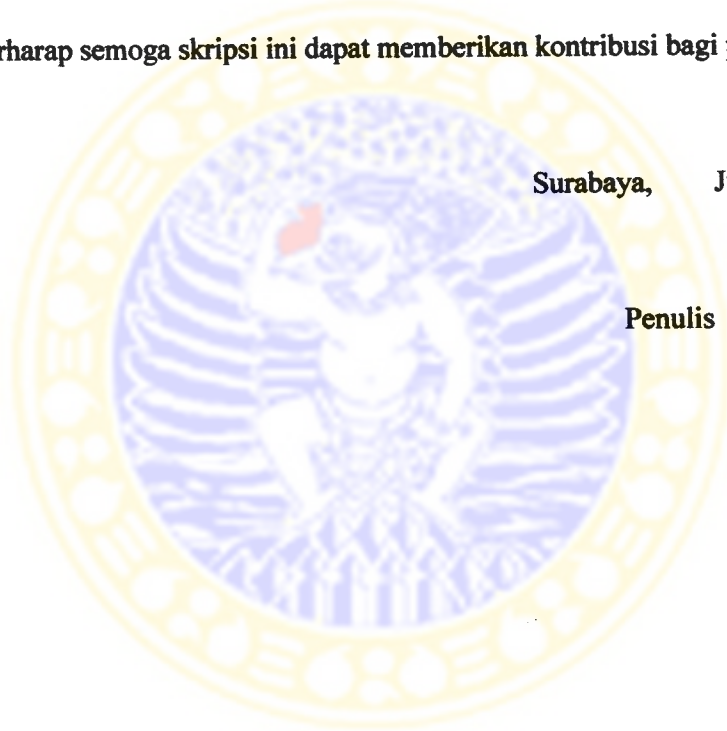 rharap semoga skripsi ini dapat memberikan kontribusi bagi
Surabaya, J
Penulis